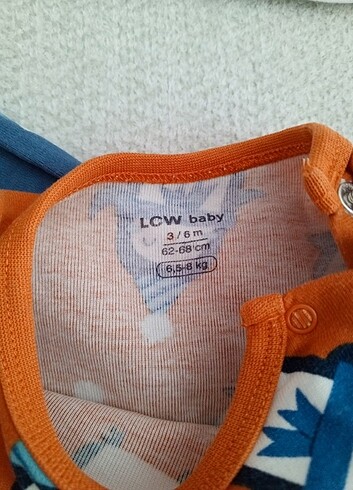 LCW baby
3 / 6 m
62-68 cm
6,5-8 kg